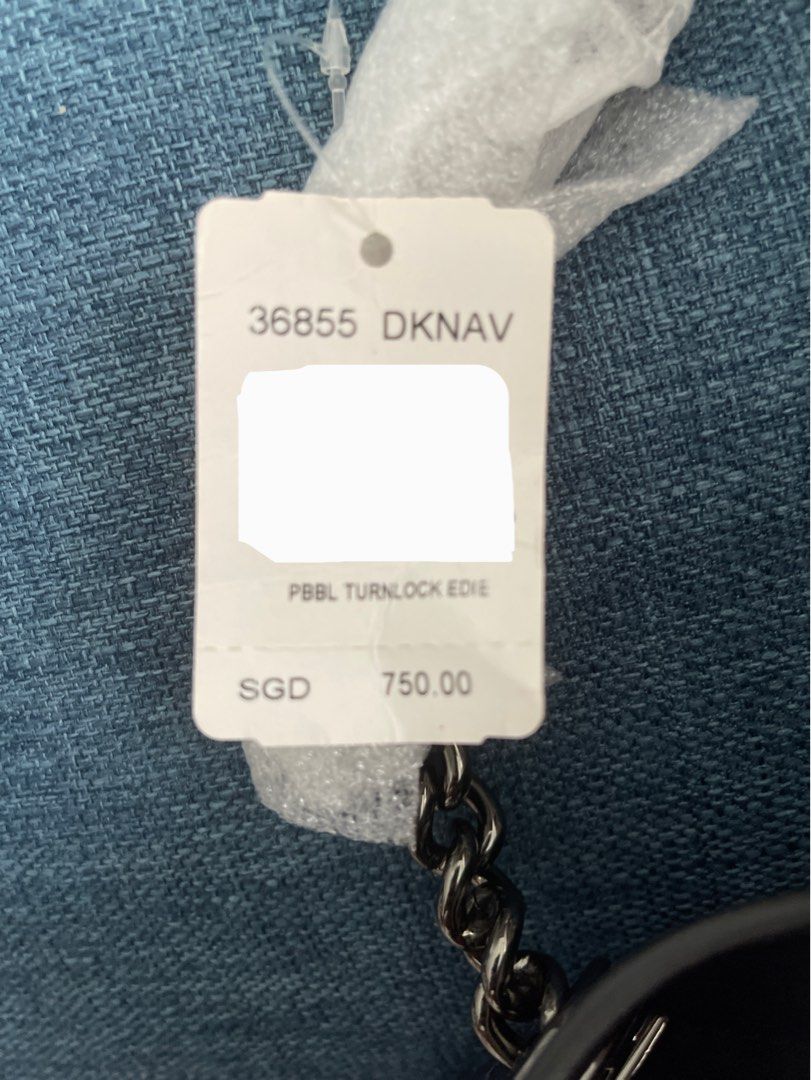 36855 DKNAV
PBBL TURNLOCK EDIE
SGD 750.00